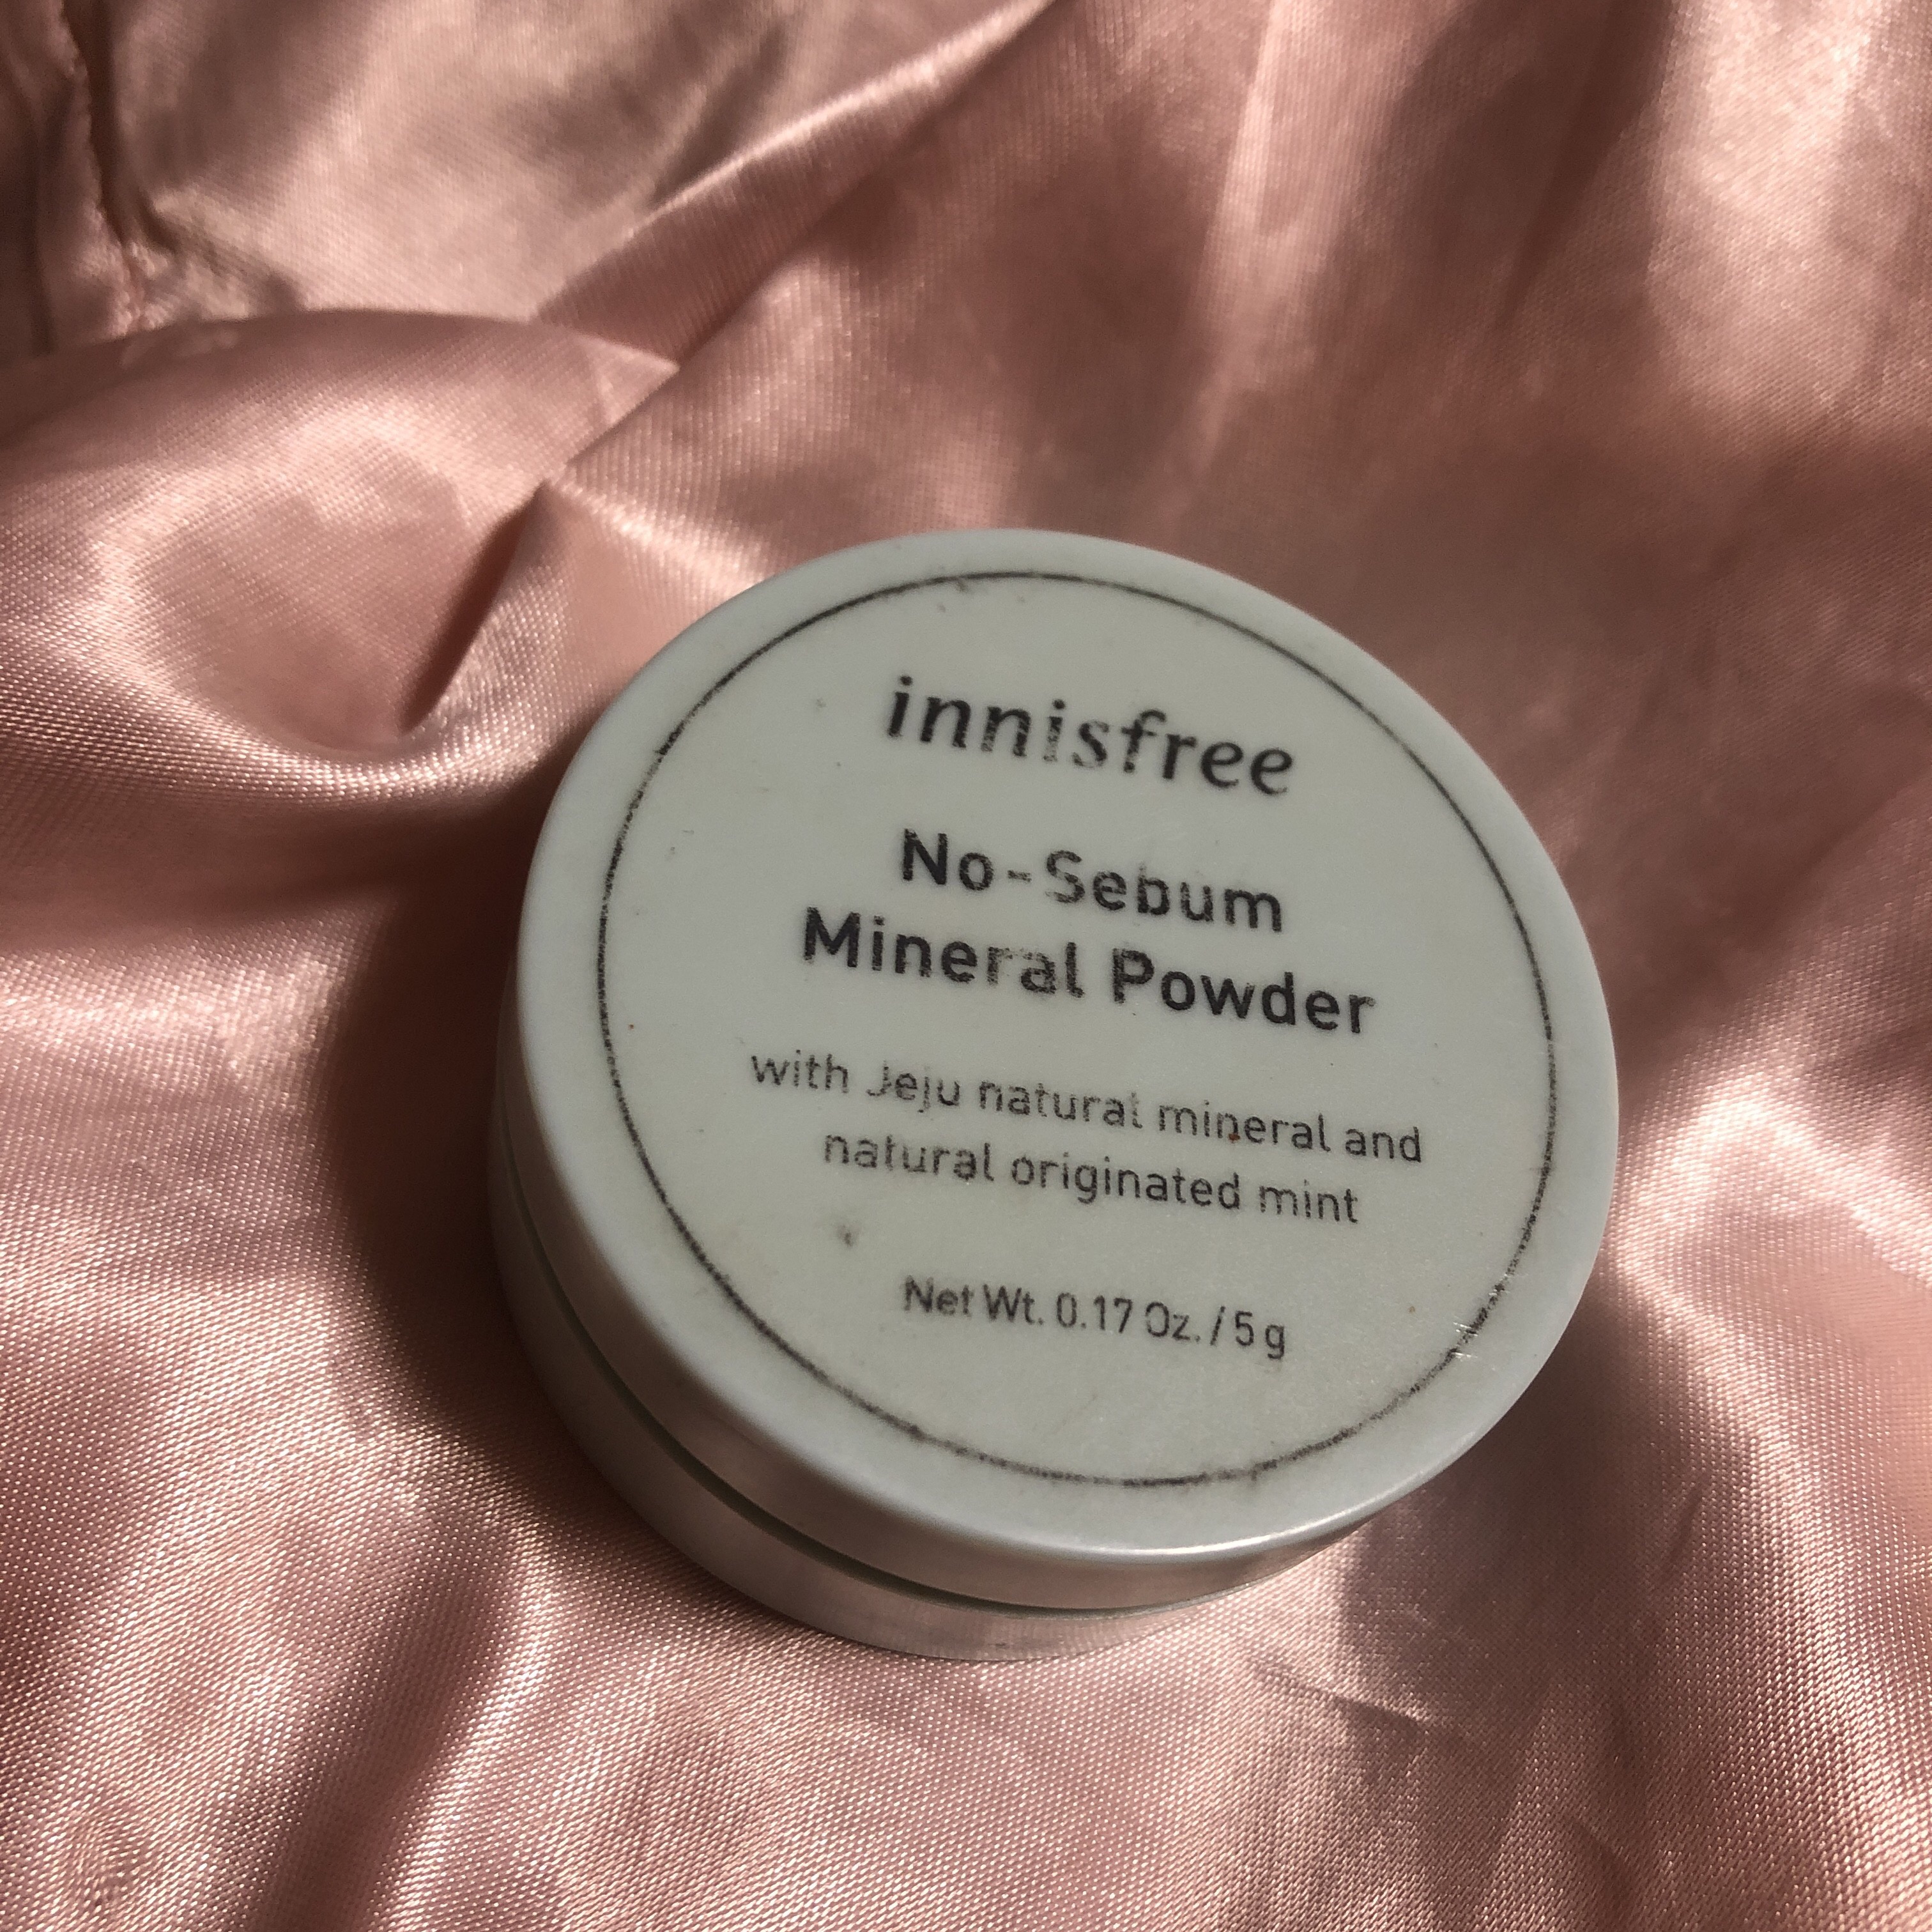 innisfree
No-Sebum
Mineral Powder
with Jeju natural mineral and
natural originated mint
Net Wt. 0.17 Oz. / 5 g